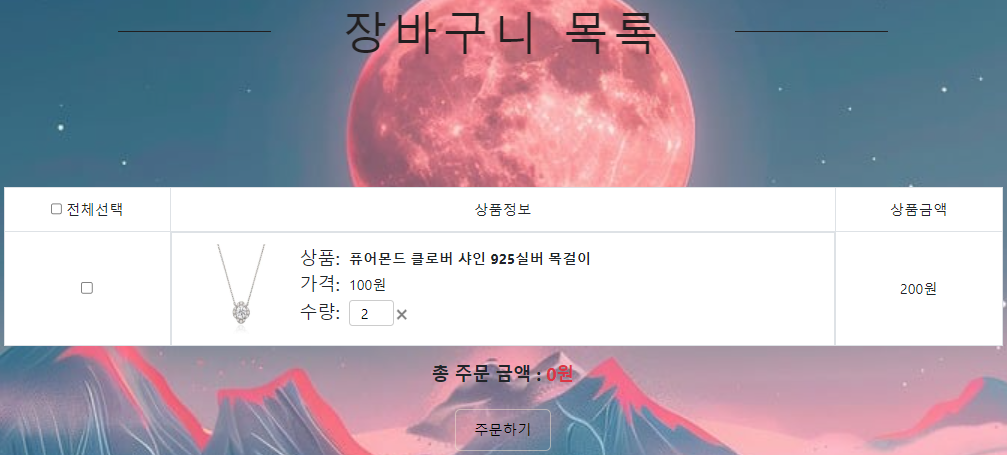 장바구니 목록
전체선택 상품정보 상품금액
상품: 퓨어몬드 클로버 샤인 925실버 목걸이
가격: 100원
수량: 2
200원
총 주문 금액 : 0원
주문하기